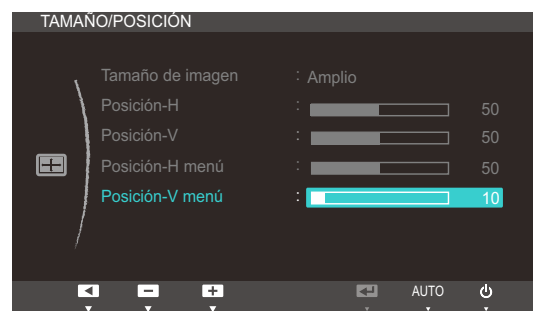 TAMAÑO/POSICIÓN
Tamaño de imagen : Amplio
Posición-H : 50
Posición-V : 50
Posición-H menú : 50
Posición-V menú : 10
AUTO